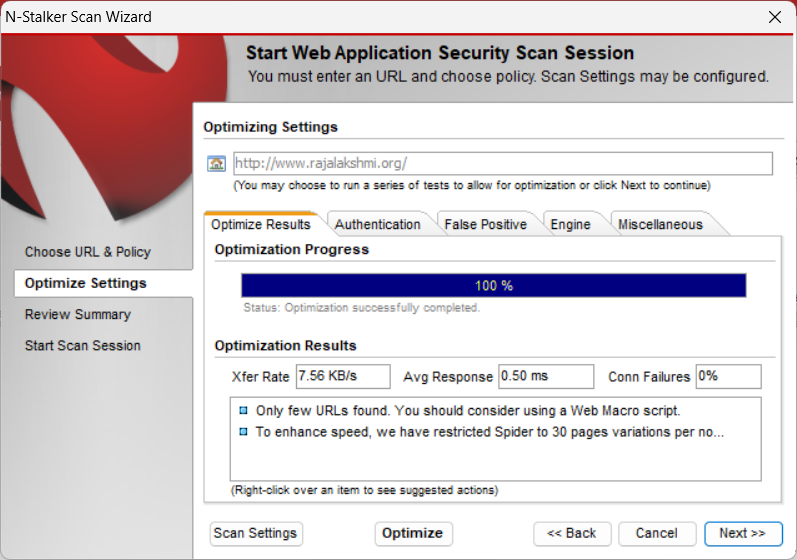 N-Stalker Scan Wizard
Start Web Application Security Scan Session
You must enter an URL and choose policy. Scan Settings may be configured.
Optimizing Settings
http://www.rajalakshmi.org/
(You may choose to run a series of tests to allow for optimization or click Next to continue)
Choose URL & Policy
Optimize Settings
Review Summary
Start Scan Session
Optimize Results Authentication False Positive Engine Miscellaneous
Optimization Progress
100 %
Status: Optimization successfully completed.
Optimization Results
Xfer Rate 7.56 KB/s Avg Response 0.50 ms Conn Failures 0%
Only few URLs found. You should consider using a Web Macro script.
To enhance speed, we have restricted Spider to 30 pages variations per no...
(Right-click over an item to see suggested actions)
Scan Settings Optimize << Back Cancel Next >>